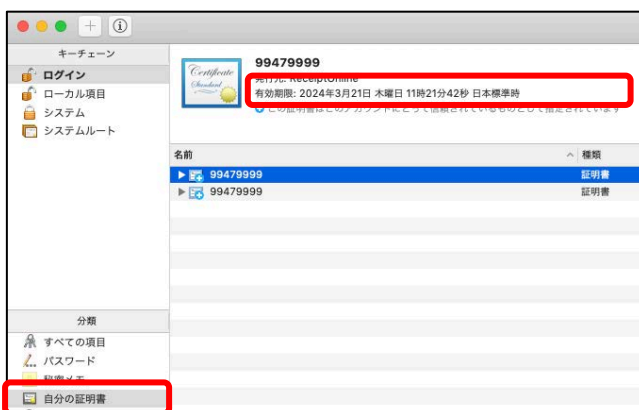 キーチェーン
ログイン
ローカル項目
システム
システムルート
Certificate
Standard
99479999
発行元: ReceiptOnline
有効期限: 2024年3月21日 木曜日 11時21分42秒 日本標準時
この証明書はこのアカウントにとって信頼されているものとして指定されています
名前 種類
99479999 証明書
99479999 証明書
分類
すべての項目
パスワード
秘密メモ
自分の証明書